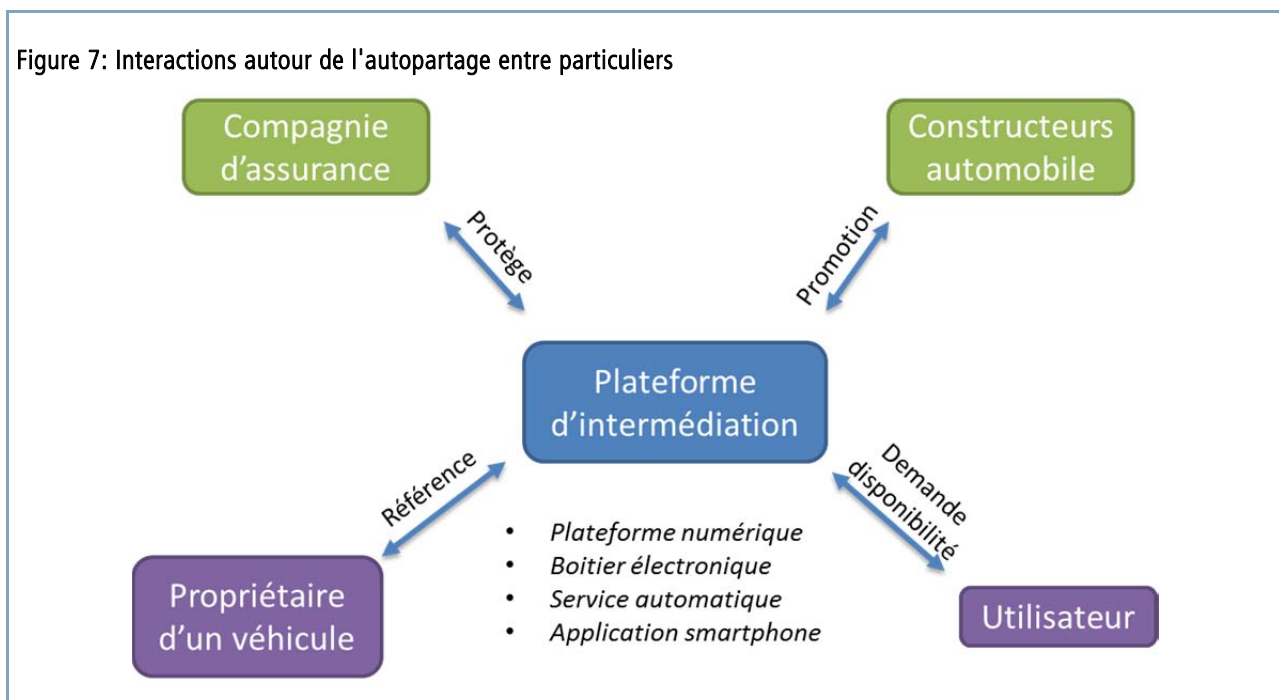 Figure 7: Interactions autour de l'autopartage entre particuliers
Compagnie
d'assurance
Constructeurs
automobile
Protège
Promotion
Plateforme
d'intermédiation
Référence
Demande
disponibilité
• Plateforme numérique
• Boitier électronique
• Service automatique
• Application smartphone
Propriétaire
d'un véhicule
Utilisateur